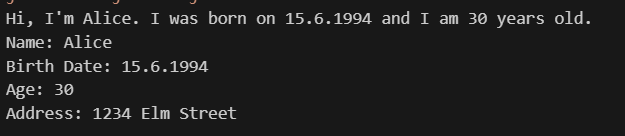 Hi, I'm Alice. I was born on 15.6.1994 and I am 30 years old.
Name: Alice
Birth Date: 15.6.1994
Age: 30
Address: 1234 Elm Street